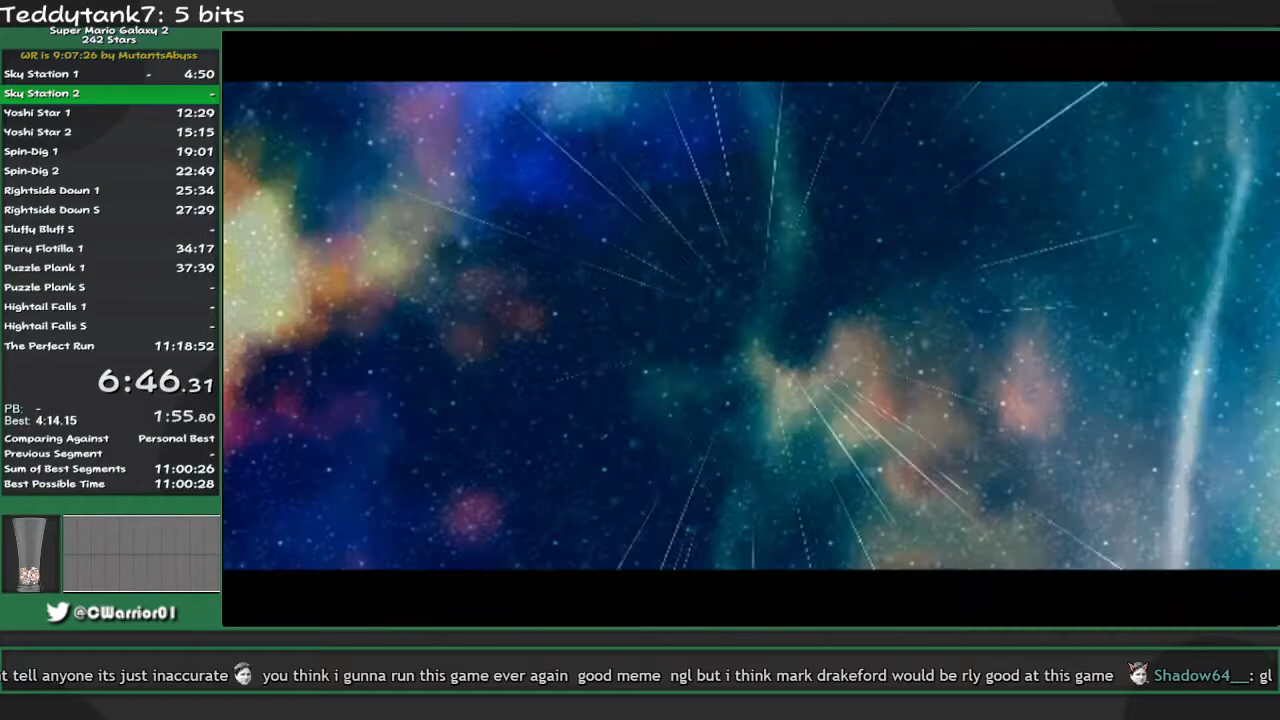 Teddytank7: 5 bits
Super Mario Galaxy 2
242 Stars
WR is 9:07:26 by MutantsAbyss
Sky Station 1 - 4:50
Sky Station 2 -
Yoshi Star 1 12:29
Yoshi Star 2 15:15
Spin-Dig 1 19:01
Spin-Dig 2 22:49
Rightside Down 1 25:34
Rightside Down S 27:29
Fluffy Bluff S -
Fiery Flotilla 1 34:17
Puzzle Plank 1 37:39
Puzzle Plank S -
Hightail Falls 1 -
Hightail Falls S -
The Perfect Run 11:18:52
6:46.31
PB: -
Best: 4:14.15 1:55.80
Comparing Against Personal Best
Previous Segment -
Sum of Best Segments 11:00:26
Best Possible Time 11:00:28
@CWarrior01
t tell anyone its just inaccurate you think i gunna run this game ever again good meme ngl but i think mark drakeford would be rly good at this game Shadow64__: gl